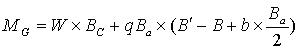 M_G = W × B_C + qB_a × (B' − B + b × B_a/2)